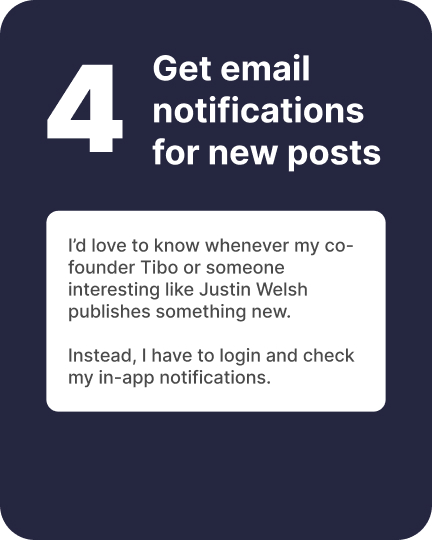 4
Get email
notifications
for new posts
I'd love to know whenever my co-
founder Tibo or someone
interesting like Justin Welsh
publishes something new.
Instead, I have to login and check
my in-app notifications.